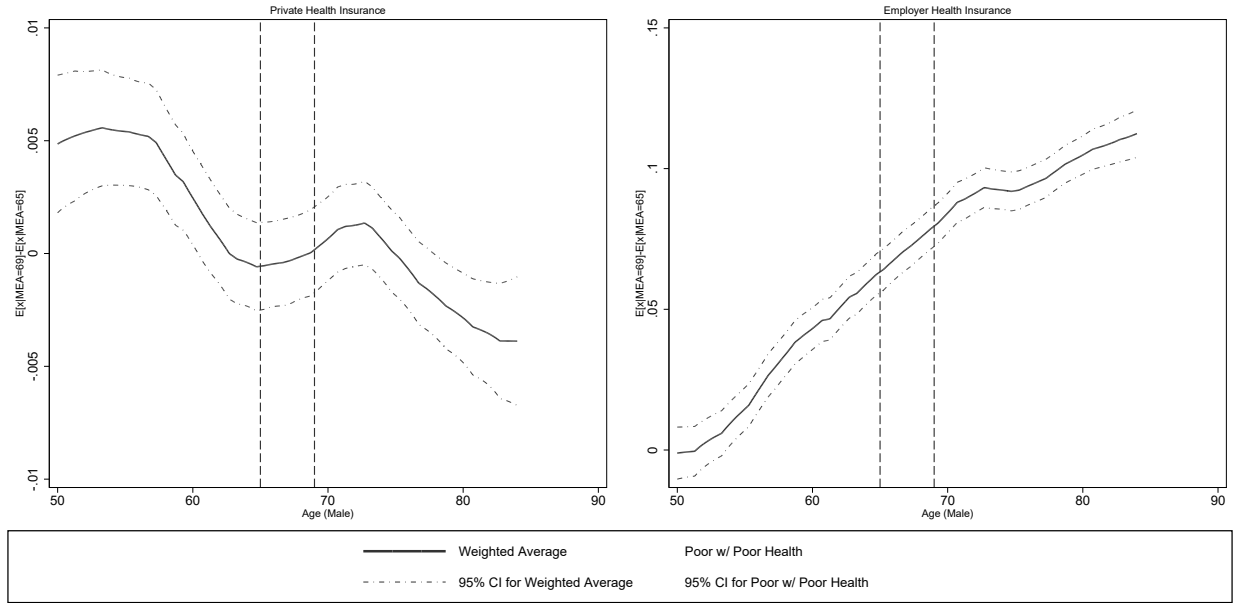 Private Health Insurance
.01
.005
0
-.005
-.01
E[x|MEA=69]-E[x|MEA=65]
50 60 70 80 90
Age (Male)
Employer Health Insurance
.15
.1
.05
0
E[x|MEA=69]-E[x|MEA=65]
50 60 70 80 90
Age (Male)
Weighted Average Poor w/ Poor Health
95% CI for Weighted Average 95% CI for Poor w/ Poor Health